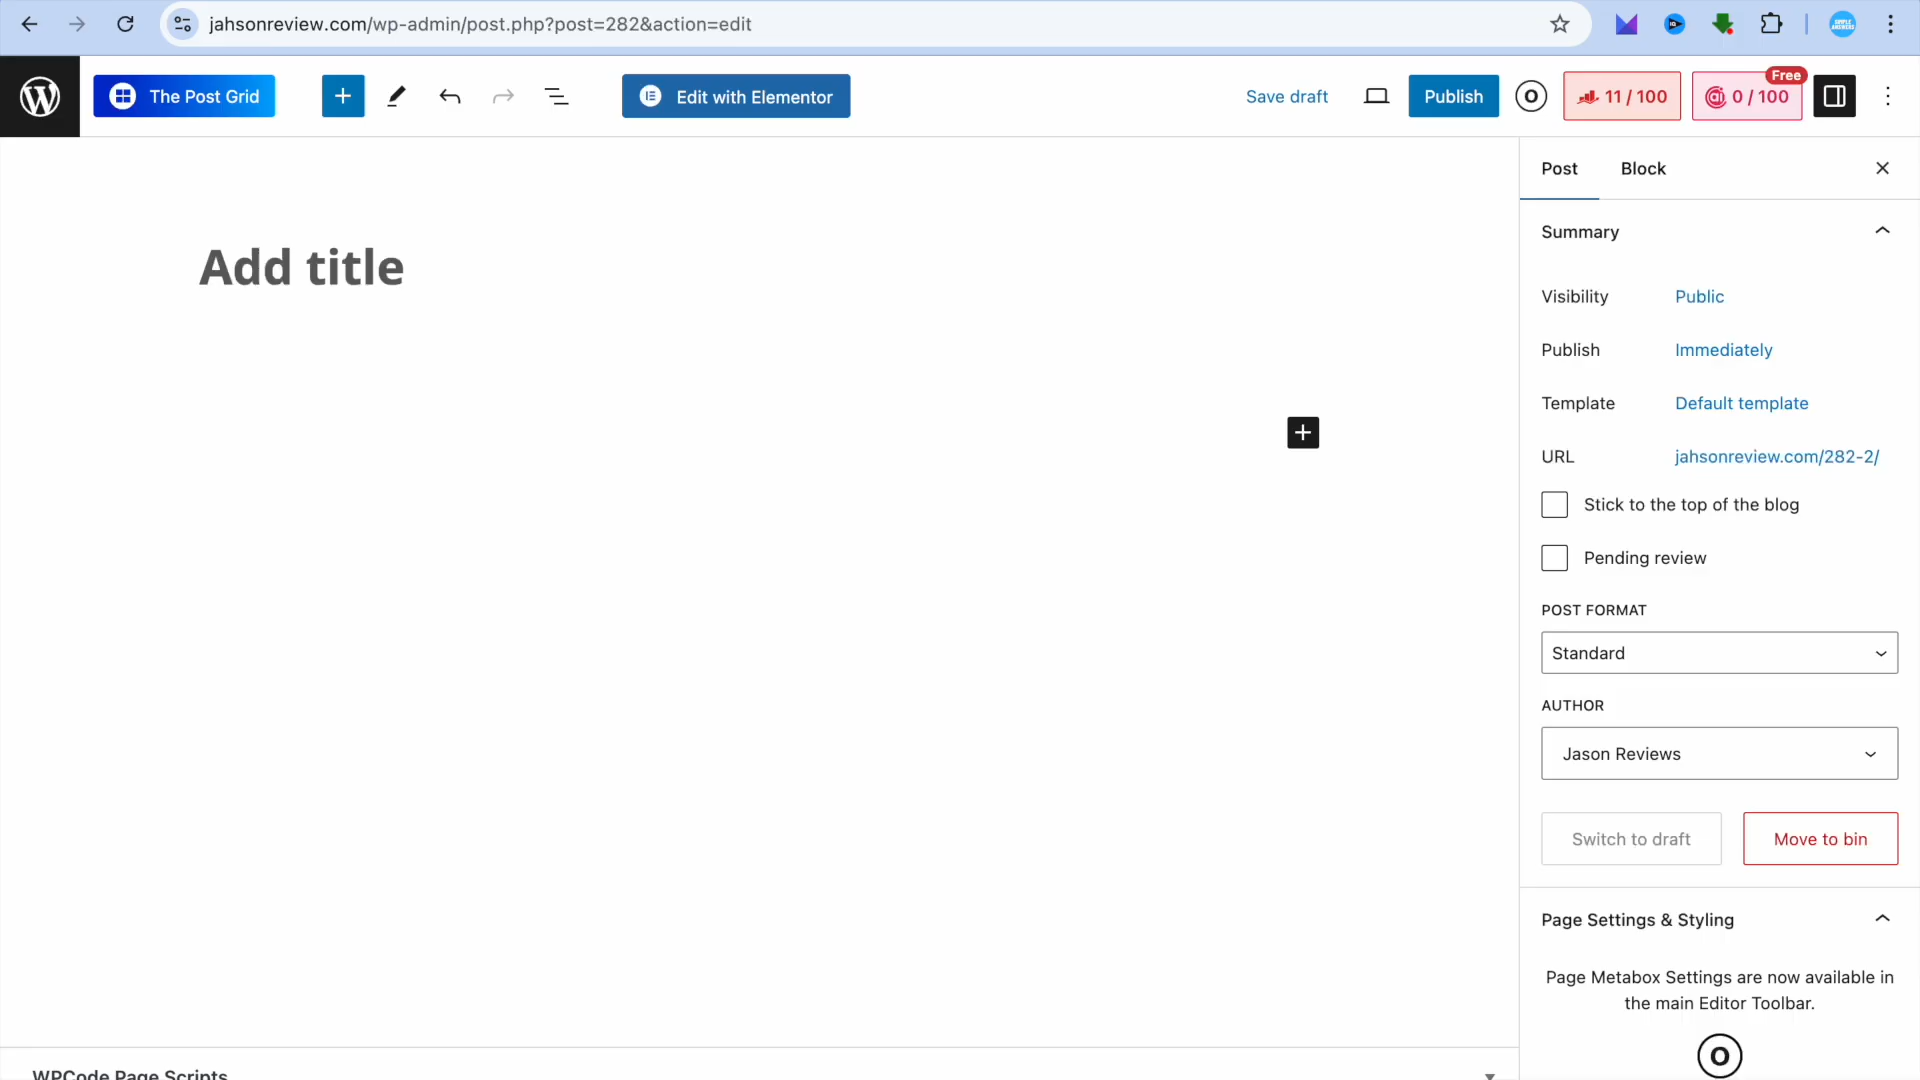 jahsonreview.com/wp-admin/post.php?post=282&action=edit
The Post Grid
Edit with Elementor
Save draft
Publish
11 / 100
Free
0 / 100
Post
Block
Add title
Summary
Visibility
Public
Publish
Immediately
Template
Default template
URL
jahsonreview.com/282-2/
Stick to the top of the blog
Pending review
POST FORMAT
Standard
AUTHOR
Jason Reviews
Switch to draft
Move to bin
Page Settings & Styling
Page Metabox Settings are now available in
the main Editor Toolbar.
WPCode Page Scripts